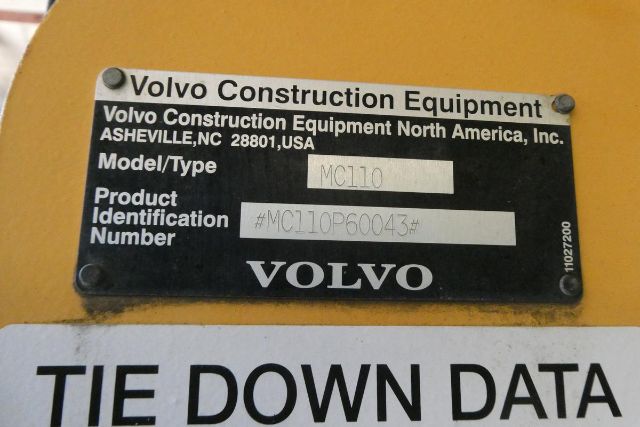 Volvo Construction Equipment
Volvo Construction Equipment North America, Inc.
ASHEVILLE,NC 28801,USA
Model/Type MC110
Product
Identification
Number #MC110P60043#
11027200
VOLVO
TIE DOWN DATA